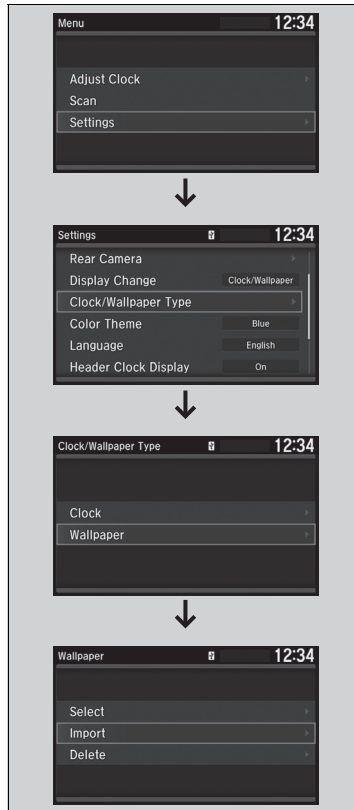 Menu 12:34
Adjust Clock
Scan
Settings
Settings 12:34
Rear Camera
Display Change Clock/Wallpaper
Clock/Wallpaper Type
Color Theme Blue
Language English
Header Clock Display On
Clock/Wallpaper Type 12:34
Clock
Wallpaper
Wallpaper 12:34
Select
Import
Delete